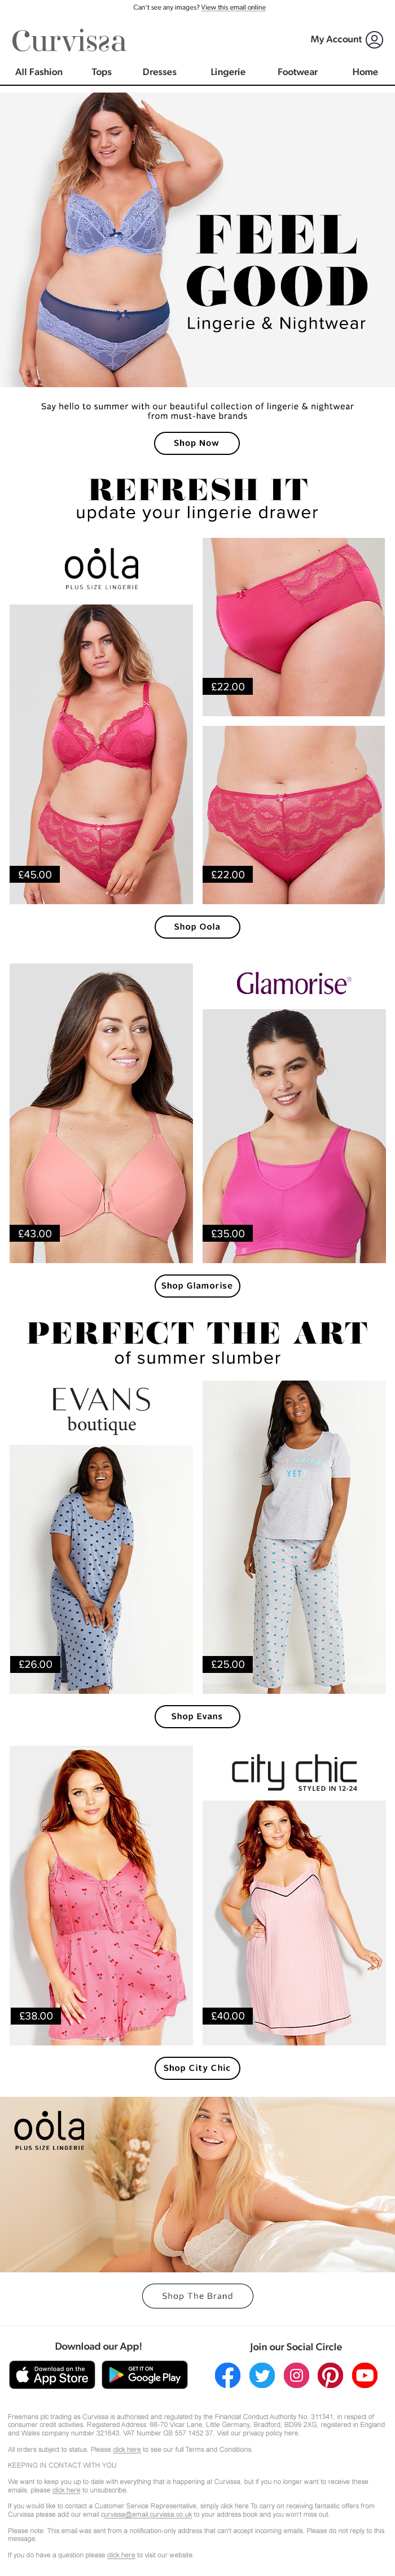 Can't see any images? View this email online
Curvissa
My Account
All Fashion Tops Dresses Lingerie Footwear Home
FEEL
GOOD
Lingerie & Nightwear
Say hello to summer with our beautiful collection of lingerie & nightwear
from must-have brands
Shop Now
REFRESH IT
update your lingerie drawer
oola
PLUS SIZE LINGERIE
£22.00
£45.00
£22.00
Shop Oola
Glamorise®
£43.00
£35.00
Shop Glamorise
PERFECT THE ART
of summer slumber
EVANS
boutique
YET
£26.00
£25.00
Shop Evans
city chic
STYLED IN 12-24
£38.00
£40.00
Shop City Chic
oola
PLUS SIZE LINGERIE
Shop The Brand
Download our App!
Download on the
App Store
GET IT ON
Google Play
Join our Social Circle
Freemans plc trading as Curvissa is authorised and regulated by the Financial Conduct Authority No. 311341, in respect of
consumer credit activities. Registered Address: 66-70 Vicar Lane, Little Germany, Bradford, BD99 2XG, registered in England
and Wales company number 321643. VAT Number GB 557 1452 37. Visit our privacy policy here.
All orders subject to status. Please click here to see our full Terms and Conditions.
KEEPING IN CONTACT WITH YOU
We want to keep you up to date with everything that is happening at Curvissa, but if you no longer want to receive these
emails, please click here to unsubscribe.
If you would like to contact a Customer Service Representative, simply click here To carry on receiving fantastic offers from
Curvissa please add our email curvissa@email.curvissa.co.uk to your address book and you won't miss out.
Please note: This email was sent from a notification-only address that can't accept incoming emails. Please do not reply to this
message.
If you do have a question please click here to visit our website.